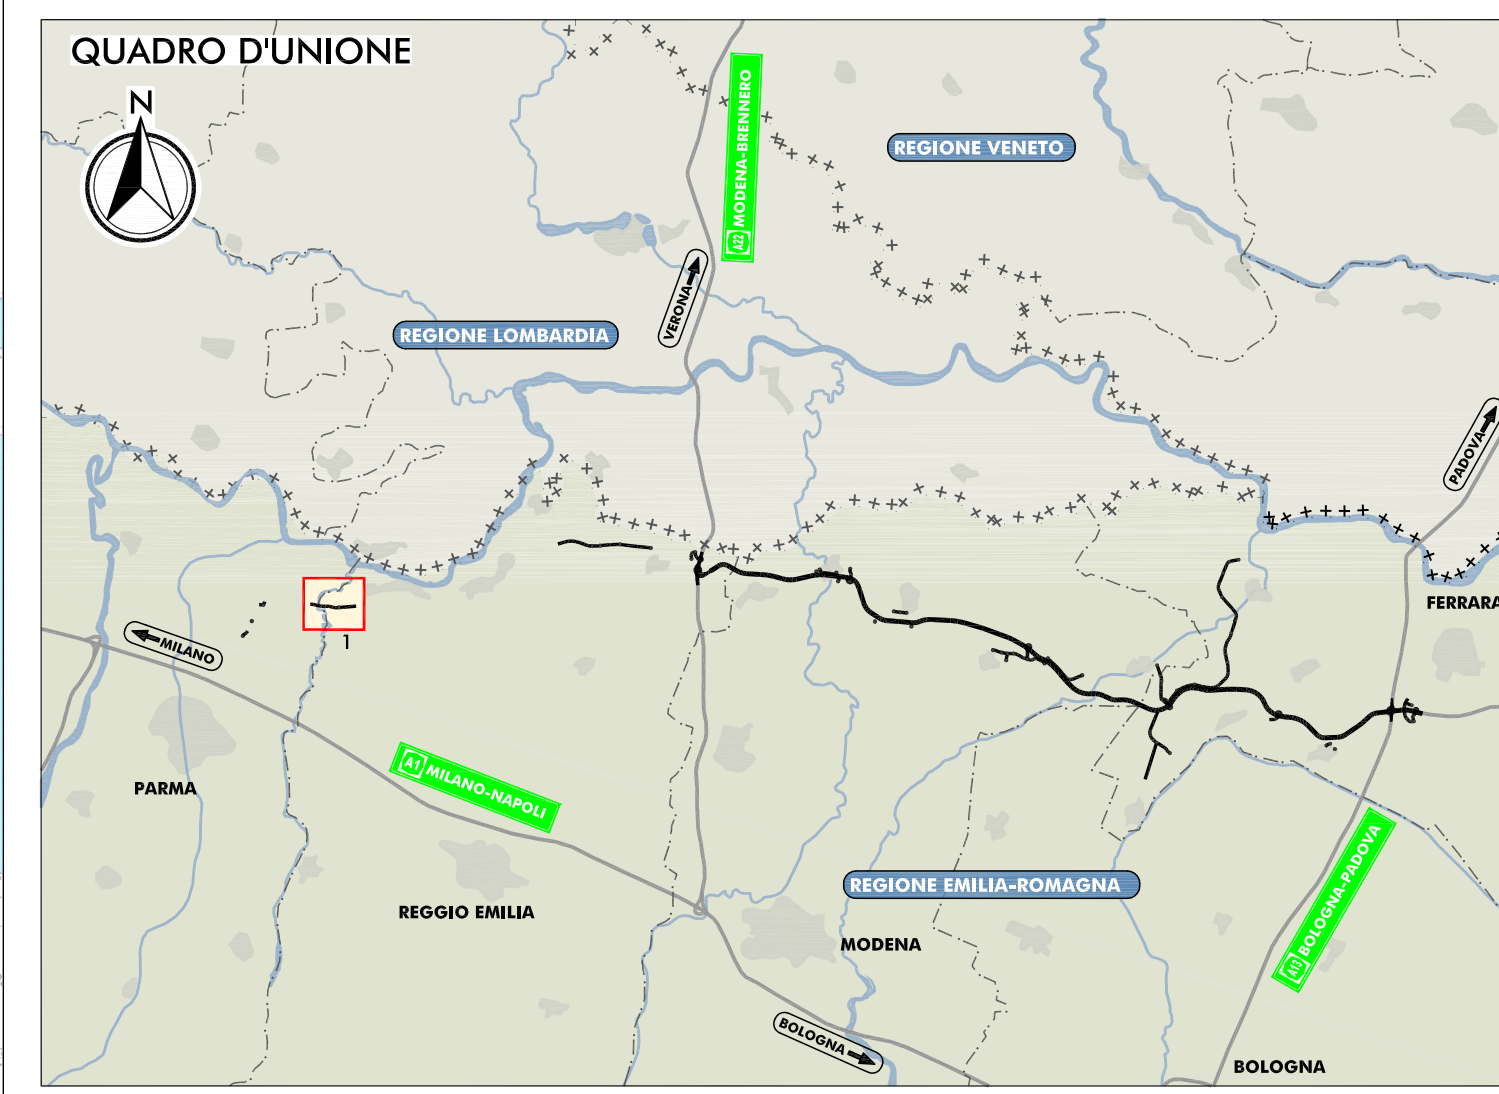 QUADRO D'UNIONE
N
A22 MODENA-BRENNERO
REGIONE VENETO
VERONA
REGIONE LOMBARDIA
PADOVA
FERRARA
MILANO
1
PARMA
A1 MILANO-NAPOLI
REGGIO EMILIA
REGIONE EMILIA-ROMAGNA
MODENA
A13 BOLOGNA-PADOVA
BOLOGNA
BOLOGNA